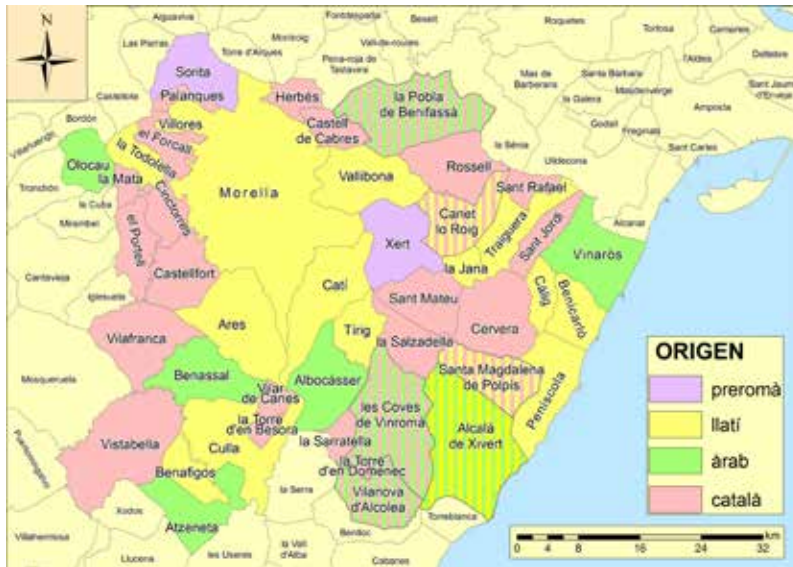 N
Aiguaviva
Fontdespatla
Beseit
Roquetes
Tortosa
Camarles
Las Parras
Montroig
Torre d'Arques
Vall-de-roures
Pena-roja de
Tastavera
l'Aldea
Deltebre
Sorita
Palanques
Castellote
Herbés
la Pobla
de Benifassà
Mas de
Barberans
Santa Bàrbara
Masdenverge
la Galera
Amposta
Sant Jaume
d'Enveja
Bordón
Villores
el Forcall
Castell
de Cabres
Godall
Freginals
Sant Carles
Olocau
la Todolella
la Mata
Morella
Vallibona
Rossell
la Sénia
Ulldecona
Tronchón
la Cuba
Mirambel
Cinctorres
el Portell
Castellfort
Xert
Canet
lo Roig
Sant Rafael
Traiguera
Sant Jordi
la Jana
Alcanar
Vinaròs
Cantavieja
Iglesuela
Catí
Càlig
Benicarló
Sant Mateu
Cervera
Ares
Tirig
la Salzadella
Vilafranca
Mosqueruela
Benassal
Vilar
de Canes
Albocàsser
Santa Magdalena
de Polpís
Peníscola
la Torre
d'en Besora
les Coves
de Vinromà
Alcalà
de Xivert
Vistabella
Culla
la Sarratella
la Torre
d'en Domènec
Vilanova
d'Alcolea
Benafigos
Atzeneta
la Serra
Torreblanca
Xodos
Villahermosa
Llucena
les Useres
la Vall
d'Alba
Benlloc
Cabanes
ORIGEN
preromà
llatí
àrab
català
km
0 4 8 16 24 32